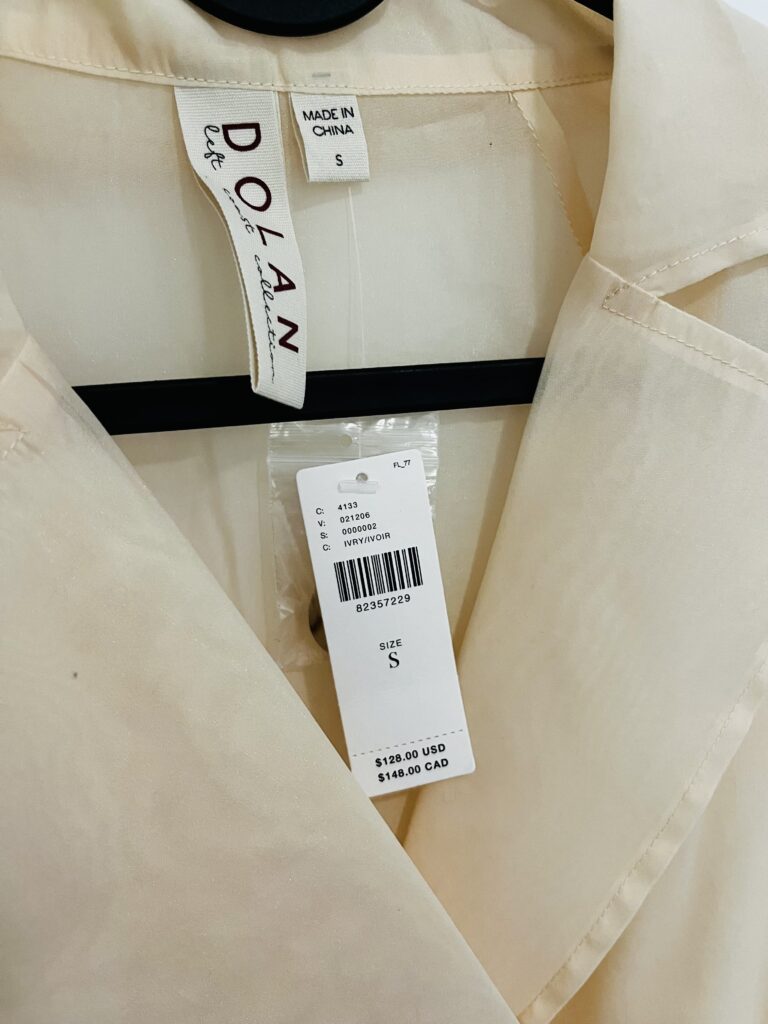 DOLAN
left coast collection
MADE IN
CHINA
S
FL_77
C: 4133
V: 021206
S: 0000002
C: IVRY/IVOIR
82357229
SIZE
S
$128.00 USD
$148.00 CAD